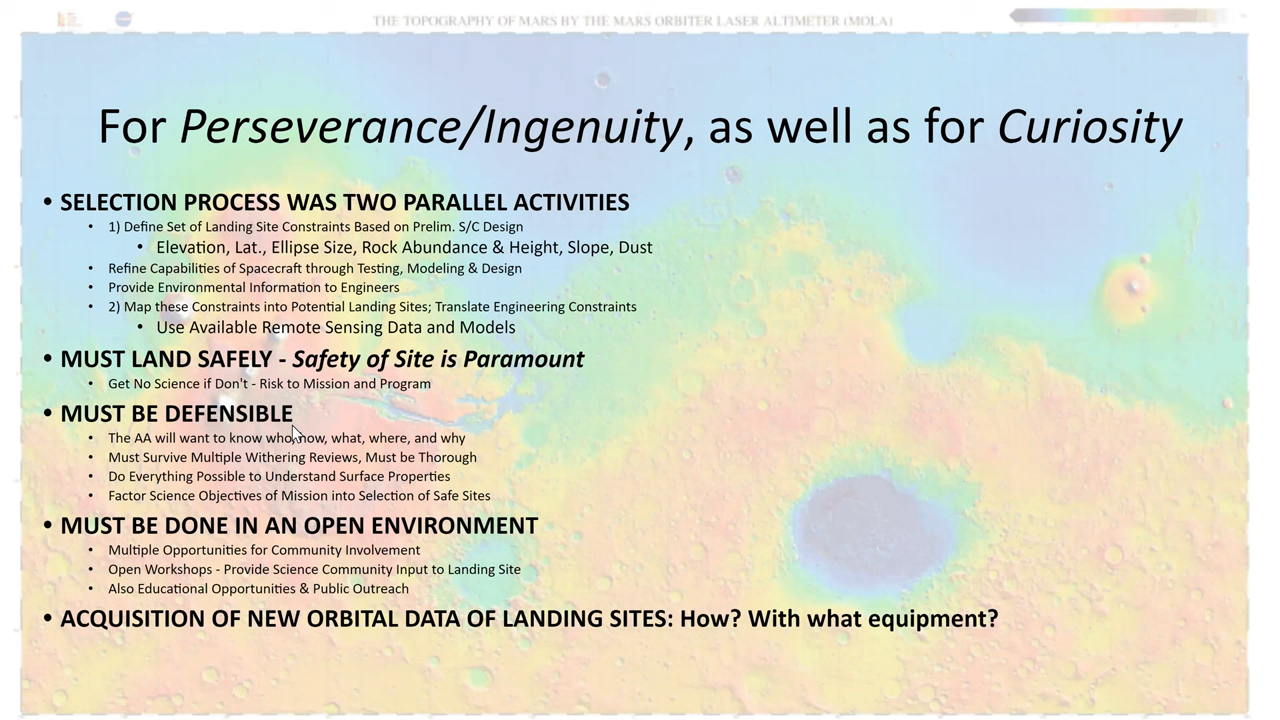 THE TOPOGRAPHY OF MARS BY THE MARS ORBITER LASER ALTIMETER (MOLA)
For Perseverance/Ingenuity, as well as for Curiosity
• SELECTION PROCESS WAS TWO PARALLEL ACTIVITIES
• 1) Define Set of Landing Site Constraints Based on Prelim. S/C Design
• Elevation, Lat., Ellipse Size, Rock Abundance & Height, Slope, Dust
• Refine Capabilities of Spacecraft through Testing, Modeling & Design
• Provide Environmental Information to Engineers
• 2) Map these Constraints into Potential Landing Sites; Translate Engineering Constraints
• Use Available Remote Sensing Data and Models
• MUST LAND SAFELY - Safety of Site is Paramount
• Get No Science if Don't - Risk to Mission and Program
• MUST BE DEFENSIBLE
• The AA will want to know who, how, what, where, and why
• Must Survive Multiple Withering Reviews, Must be Thorough
• Do Everything Possible to Understand Surface Properties
• Factor Science Objectives of Mission into Selection of Safe Sites
• MUST BE DONE IN AN OPEN ENVIRONMENT
• Multiple Opportunities for Community Involvement
• Open Workshops - Provide Science Community Input to Landing Site
• Also Educational Opportunities & Public Outreach
• ACQUISITION OF NEW ORBITAL DATA OF LANDING SITES: How? With what equipment?